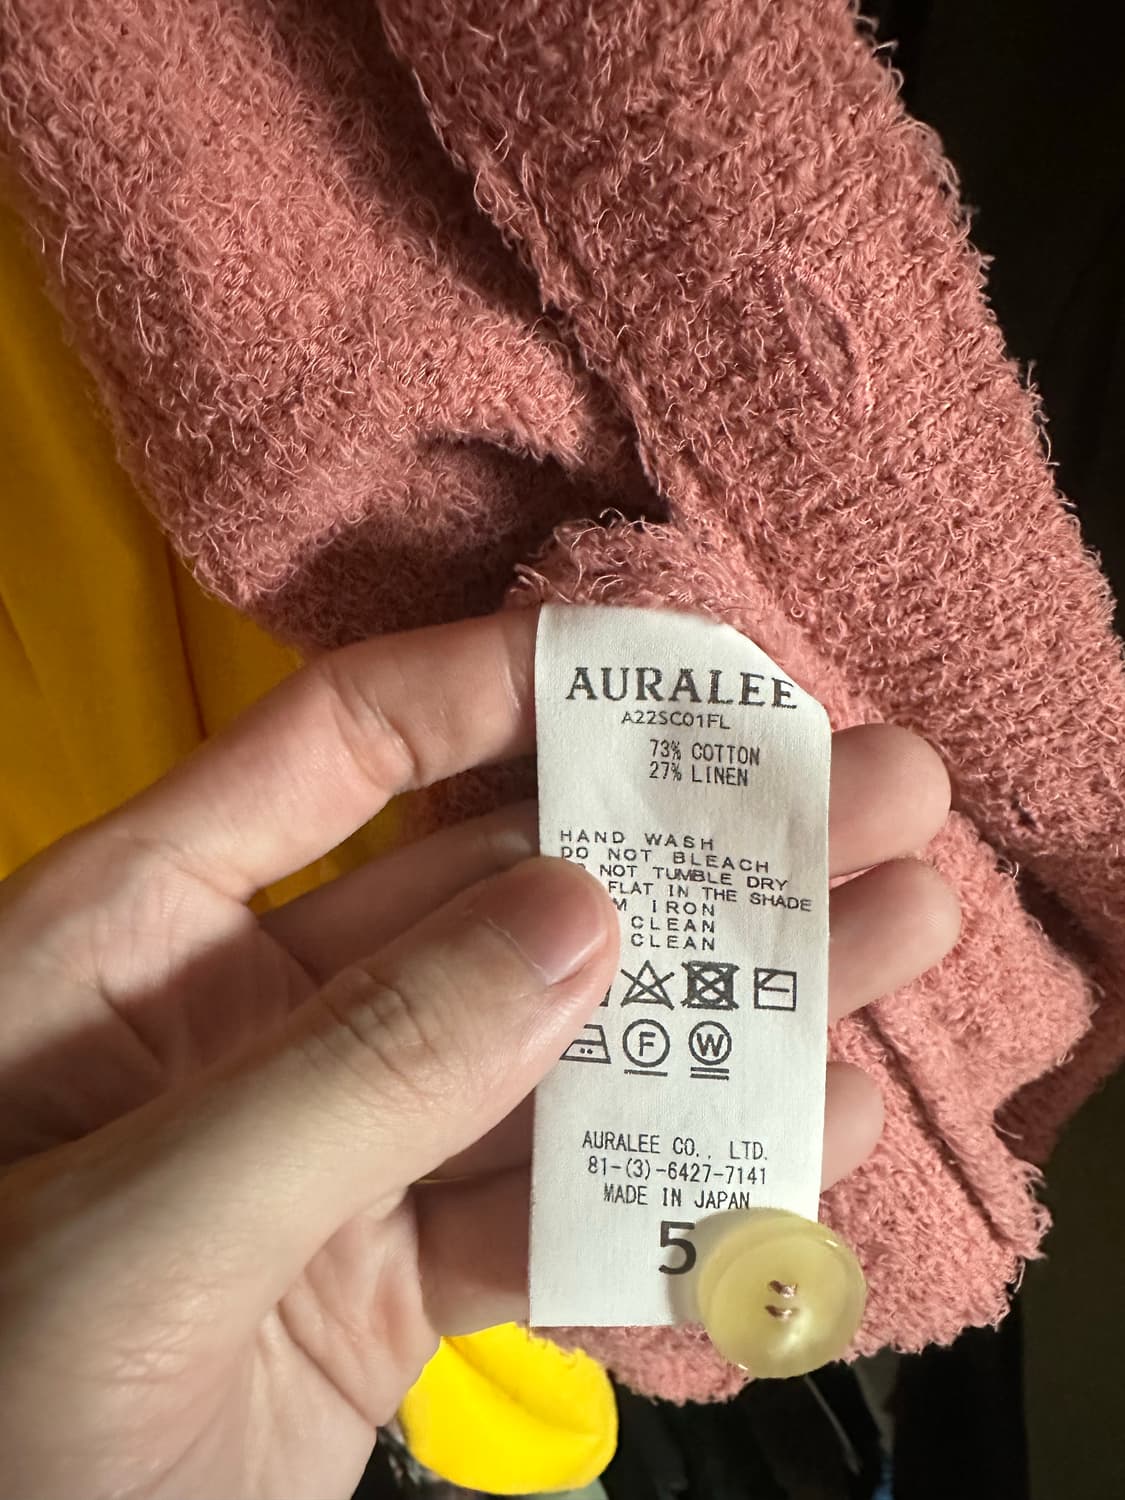 AURALEE
A22SC01FL
73% COTTON
27% LINEN
HAND WASH
DO NOT BLEACH
NOT TUMBLE DRY
FLAT IN THE SHADE
IRON
CLEAN
CLEAN
F
W
AURALEE CO., LTD.
81-(3)-6427-7141
MADE IN JAPAN
5